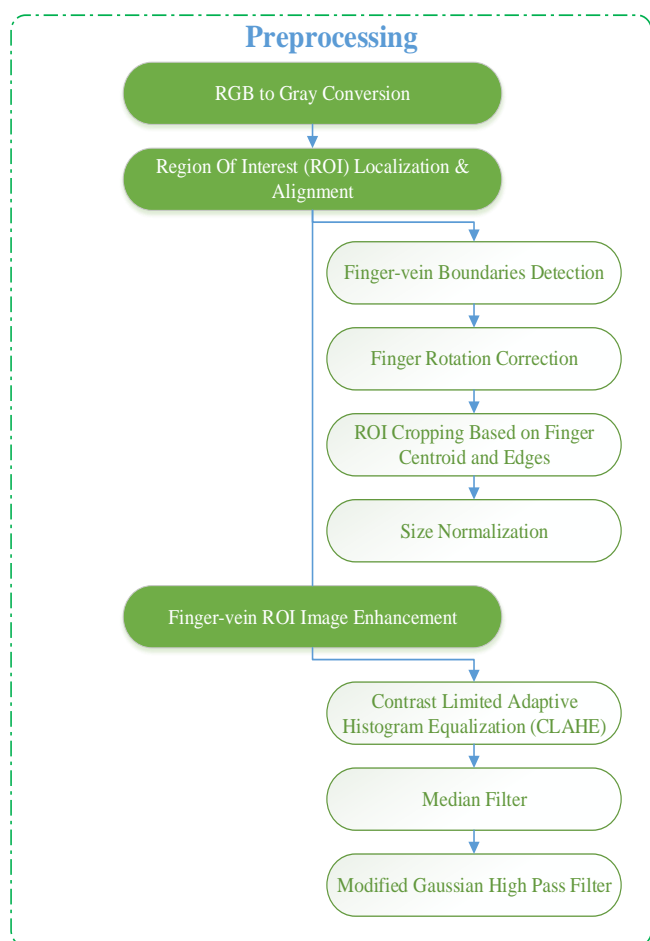 Preprocessing
RGB to Gray Conversion
Region Of Interest (ROI) Localization &
Alignment
Finger-vein Boundaries Detection
Finger Rotation Correction
ROI Cropping Based on Finger
Centroid and Edges
Size Normalization
Finger-vein ROI Image Enhancement
Contrast Limited Adaptive
Histogram Equalization (CLAHE)
Median Filter
Modified Gaussian High Pass Filter